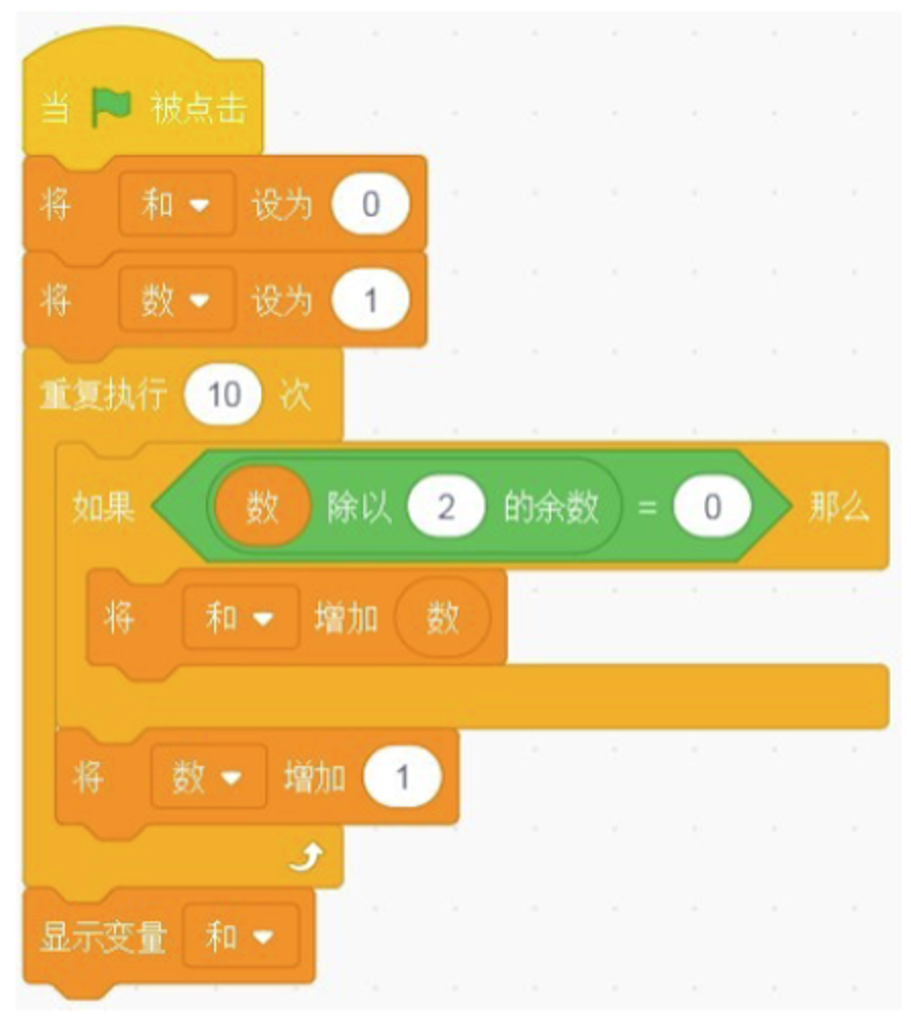 当 被点击
将 和 设为 0
将 数 设为 1
重复执行 10 次
如果 数 除以 2 的余数 = 0 那么
将 和 增加 数
将 数 增加 1
显示变量 和